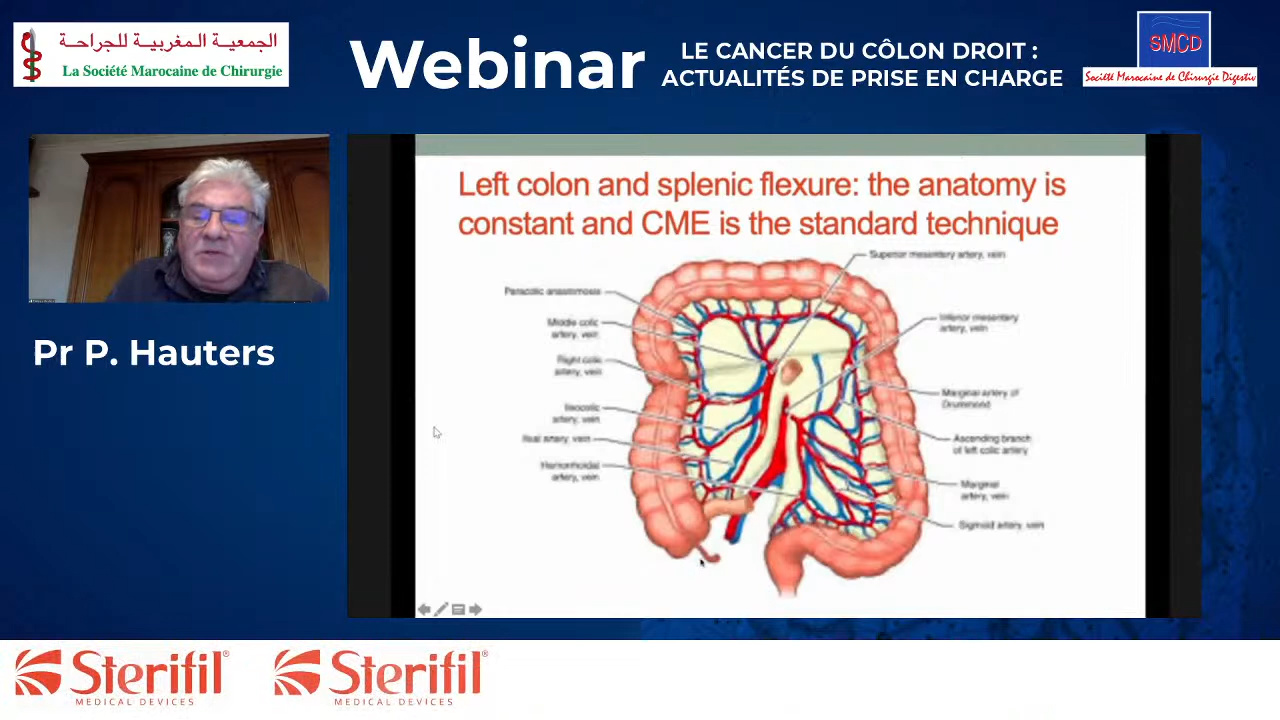 الجمعية المغربية للجراحة
La Société Marocaine de Chirurgie
Webinar
LE CANCER DU CÔLON DROIT :
ACTUALITÉS DE PRISE EN CHARGE
SMCD
Société Marocaine de Chirurgie Digestiv
Pr P. Hauters
Left colon and splenic flexure: the anatomy is
constant and CME is the standard technique
Superior mesentery artery, vein
Paracolic anastomosis
Middle colic
artery, vein
Right colic
artery, vein
Ileocolic
artery, vein
Ileal artery, vein
Hemorrhoidal
artery, vein
Inferior mesentery
artery, vein
Marginal artery of
Drummond
Ascending branch
of left colic artery
Marginal
artery, vein
Sigmoid artery, vein
Sterifil®
MEDICAL DEVICES
Sterifil®
MEDICAL DEVICES